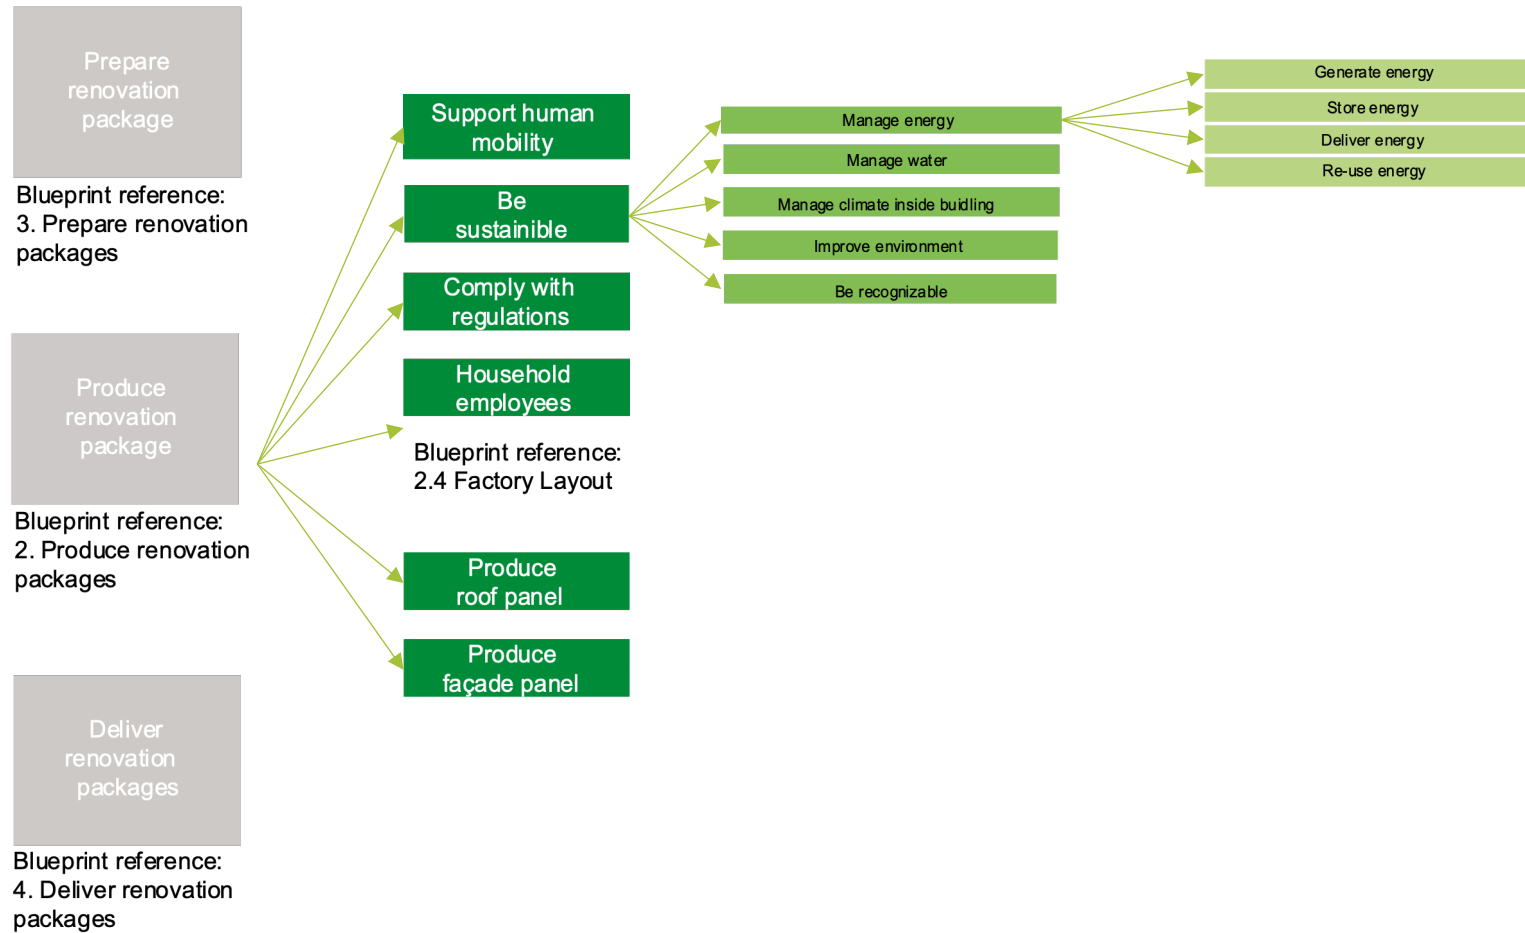 Prepare
renovation
package
Blueprint reference:
3. Prepare renovation
packages
Produce
renovation
package
Blueprint reference:
2. Produce renovation
packages
Deliver
renovation
packages
Blueprint reference:
4. Deliver renovation
packages
Support human
mobility
Be
sustainible
Comply with
regulations
Household
employees
Blueprint reference:
2.4 Factory Layout
Produce
roof panel
Produce
façade panel
Manage energy
Manage water
Manage climate inside buidling
Improve environment
Be recognizable
Generate energy
Store energy
Deliver energy
Re-use energy